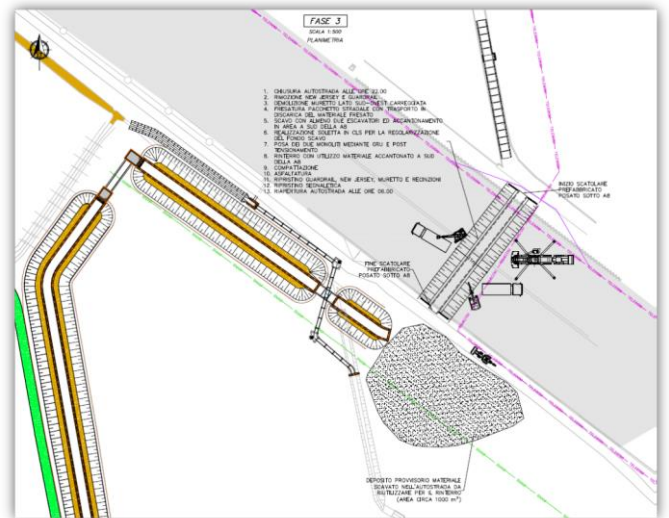 FASE 3
SCALA 1:500
PLANIMETRIA
1. CHIUSURA AUTOSTRADA ALLE ORE 22.00
2. RIMOZIONE NEW JERSEY E GUARDRAIL
3. DEMOLIZIONE MURETTO LATO SUD-OVEST CARREGGIATA
4. FRESATURA PACCHETTO STRADALE CON TRASPORTO IN
DISCARICA DEL MATERIALE FRESATO
5. SCAVO CON ALMENO DUE ESCAVATORI ED ACCANTONAMENTO
IN AREA A SUD DELLA A8
6. REALIZZAZIONE SOLETTA IN CLS PER LA REGOLARIZZAZIONE
DEL FONDO SCAVO
7. POSA DEI DUE MONOLITI MEDIANTE GRU E POST
TENSIONAMENTO
8. RINTERRO CON UTILIZZO MATERIALE ACCANTONATO A SUD
DELLA A8
9. COMPATTAZIONE
10. ASFALTATURA
11. RIPRISTINO GUARDRAIL, NEW JERSEY, MURETTO E RECINZIONI
12. RIPRISTINO SEGNALETICA
13. RIAPERTURA AUTOSTRADA ALLE ORE 08.00
INIZIO SCATOLARE
PREFABBRICATO
POSATO SOTTO A8
FINE SCATOLARE
PREFABBRICATO
POSATO SOTTO A8
DEPOSITO PROVVISORIO MATERIALE
SCAVATO NELL'AUTOSTRADA DA
RIUTILIZZARE PER IL RINTERRO
(AREA CIRCA 1000 m²)